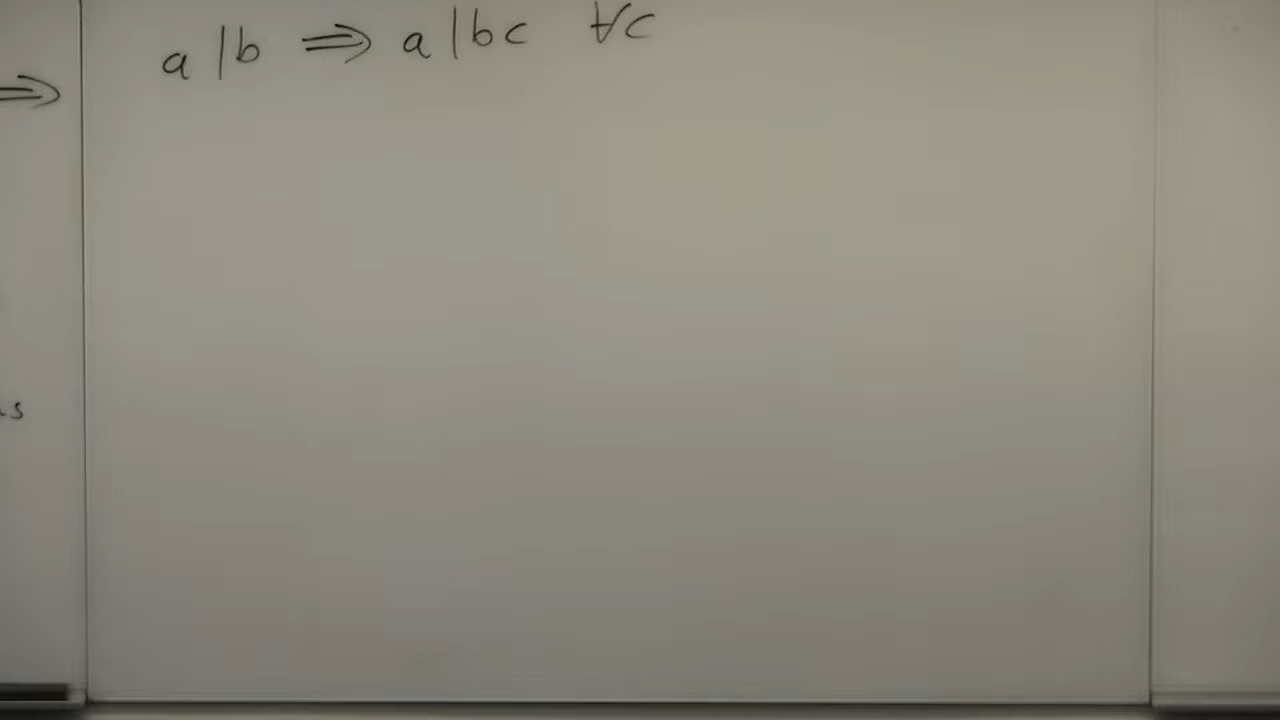 a | b ⟹ a | bc ∀c
⟹